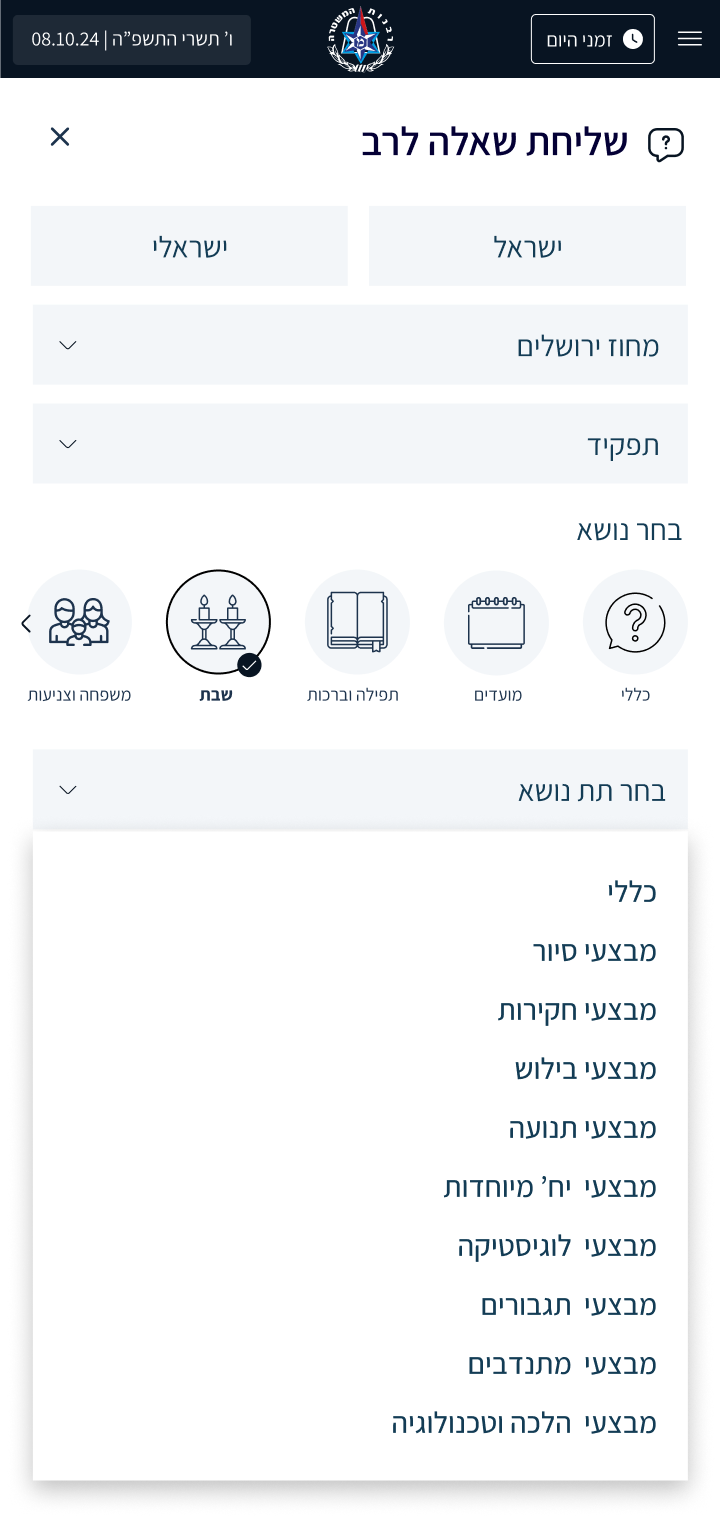 זמני היום
רבנות המשטרה
ו׳ תשרי התשפ”ה | 08.10.24
שליחת שאלה לרב
ישראל
ישראלי
מחוז ירושלים
תפקיד
בחר נושא
כללי
מועדים
תפילה וברכות
שבת
משפחה וצניעות
בחר תת נושא
כללי
מבצעי סיור
מבצעי חקירות
מבצעי בילוש
מבצעי תנועה
מבצעי יח’ מיוחדות
מבצעי לוגיסטיקה
מבצעי תגבורים
מבצעי מתנדבים
מבצעי הלכה וטכנולוגיה